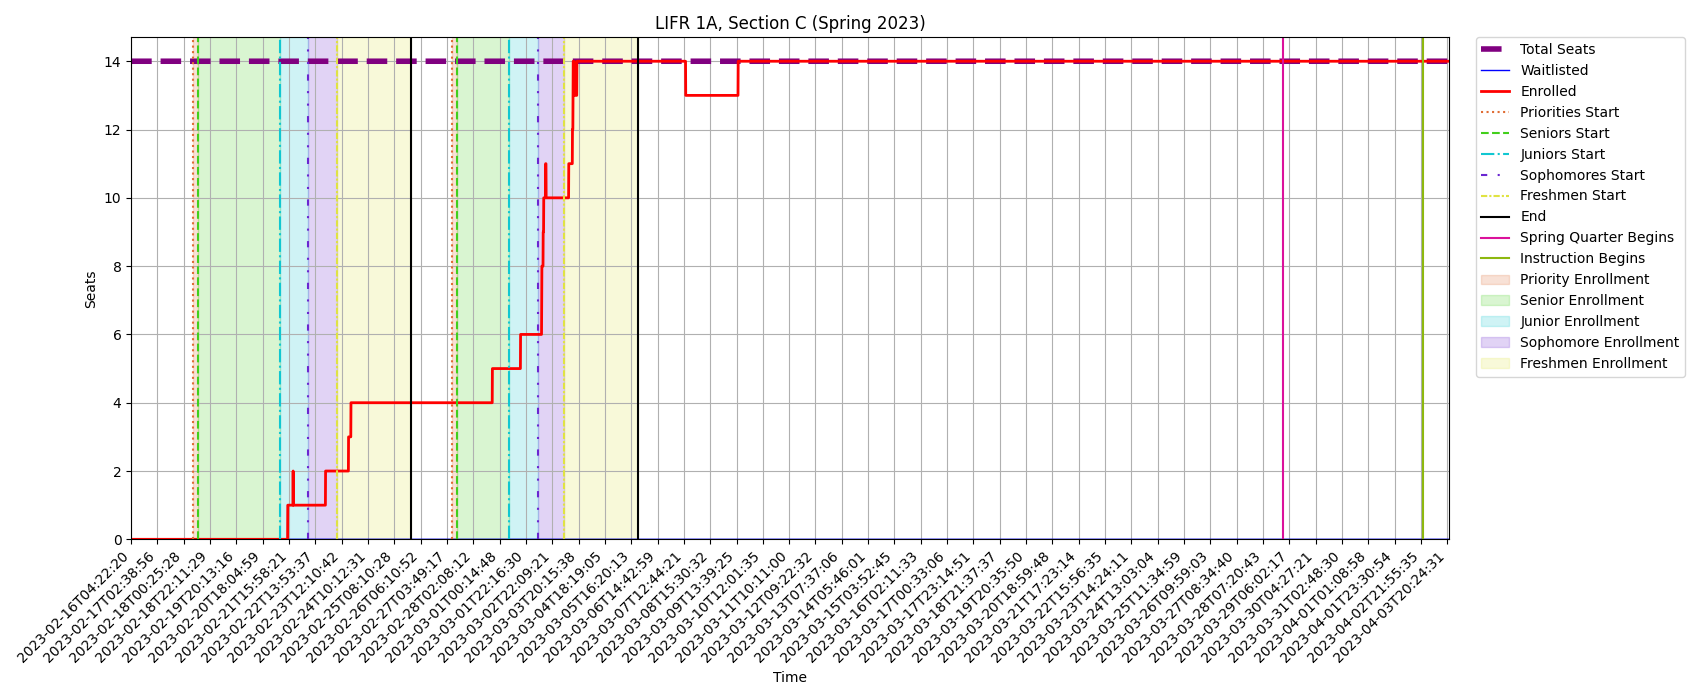 LIFR 1A, Section C (Spring 2023)
Seats
14
12
10
8
6
4
2
0
2023-02-16T04:22:20
2023-02-17T02:38:56
2023-02-18T00:25:28
2023-02-18T22:11:29
2023-02-19T20:13:16
2023-02-20T18:04:59
2023-02-21T15:58:21
2023-02-22T13:53:37
2023-02-23T12:10:42
2023-02-24T10:12:31
2023-02-25T08:10:28
2023-02-26T06:10:52
2023-02-27T03:49:17
2023-02-28T02:08:12
2023-03-01T00:14:48
2023-03-01T22:16:30
2023-03-02T22:09:21
2023-03-03T20:15:38
2023-03-04T18:19:05
2023-03-05T16:20:13
2023-03-06T14:42:59
2023-03-07T12:44:21
2023-03-08T15:30:32
2023-03-09T13:39:25
2023-03-10T12:01:35
2023-03-11T10:11:00
2023-03-12T09:22:32
2023-03-13T07:37:06
2023-03-14T05:46:01
2023-03-15T03:52:45
2023-03-16T02:11:33
2023-03-17T00:33:06
2023-03-17T23:14:51
2023-03-18T21:37:37
2023-03-19T20:35:50
2023-03-20T18:59:48
2023-03-21T17:23:14
2023-03-22T15:56:35
2023-03-23T14:24:11
2023-03-24T13:03:04
2023-03-25T11:34:59
2023-03-26T09:59:03
2023-03-27T08:34:40
2023-03-28T07:20:43
2023-03-29T06:02:17
2023-03-30T04:27:21
2023-03-31T02:48:30
2023-04-01T01:08:58
2023-04-01T23:30:54
2023-04-02T21:55:35
2023-04-03T20:24:31
Time
Total Seats
Waitlisted
Enrolled
Priorities Start
Seniors Start
Juniors Start
Sophomores Start
Freshmen Start
End
Spring Quarter Begins
Instruction Begins
Priority Enrollment
Senior Enrollment
Junior Enrollment
Sophomore Enrollment
Freshmen Enrollment